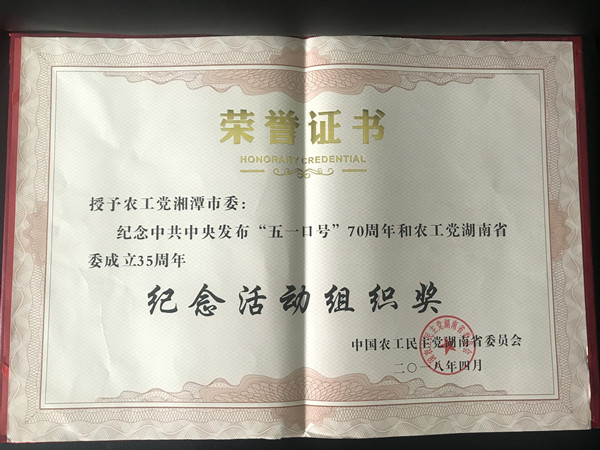 荣誉证书
HONORARY CREDENTIAL
授予农工党湘潭市委：
纪念中共中央发布“五一口号”70周年和农工党湖南省
委成立35周年
纪念活动组织奖
中国农工民主党湖南省委员会
二〇一八年四月